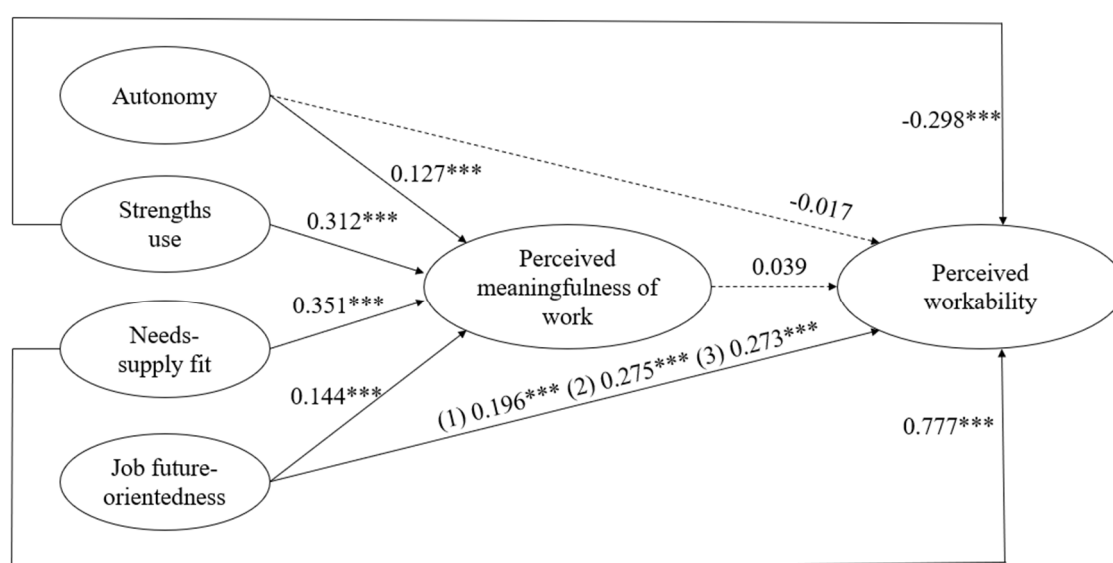 Autonomy
-0.298***
0.127***
Strengths
use
0.312***
-0.017
Perceived
meaningfulness of
work
0.039
Perceived
workability
Needs-
supply fit
0.351***
0.144***
(1) 0.196*** (2) 0.275*** (3) 0.273***
0.777***
Job future-
orientedness